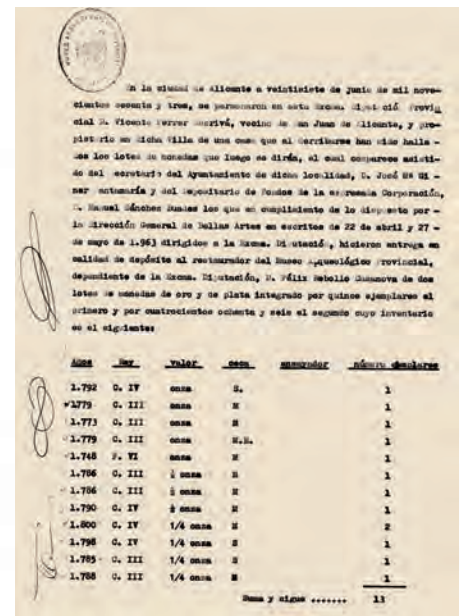 En la ciudad de Alicante a veintisiete de junio de mil nove-
cientos sesenta y tres, se personaron en esta Excma. Diputació Provin
cial D. Vicente Ferrer , vecino de San Juan de Alicante, y pro-
pietario en dicha Villa de una casa que al derribarse han sido halla -
dos los lotes de monedas que luego se dirán, el cual comparece asisti-
do del secretario del Ayuntamiento de dicha localidad, D. José Mª Gi -
ner y del Depositario de Fondos de la expresada Corporación,
D. Manuel Sánchez los que en cumplimiento de lo dispuesto por -
la Dirección General de Bellas Artes en escritos de 22 de abril y 27 -
de mayo de 1.963 dirigidos a la Excma. Diputación, hicieron entrega en
calidad de depósito al restaurador del Museo Arqueológico Provincial,
dependiente de la Excma. Diputación, D. Félix Rebollo Casanova de dos
lotes de monedas de oro y de plata integrado por quince ejemplares el
primero y por cuatrocientos ochenta y seis el segundo cuyo inventario
es el siguiente:
Años Rey valor ceca ensayador número ejemplares
1.792 C. IV onza S. 1
1779 C. III onza M 1
1.773 C. III onza M 1
1.779 C. III onza N.R. 1
1.748 F. VI onza M 1
1.786 C. III ½ onza M 1
1.786 C. III ½ onza M 1
1.790 C. IV ½ onza M 1
1.800 C. IV 1/4 onza M 2
1.798 C. IV 1/4 onza M 1
1.785 C. III 1/4 onza M 1
1.788 C. III 1/4 onza M 1
Suma y sigue ....... 13